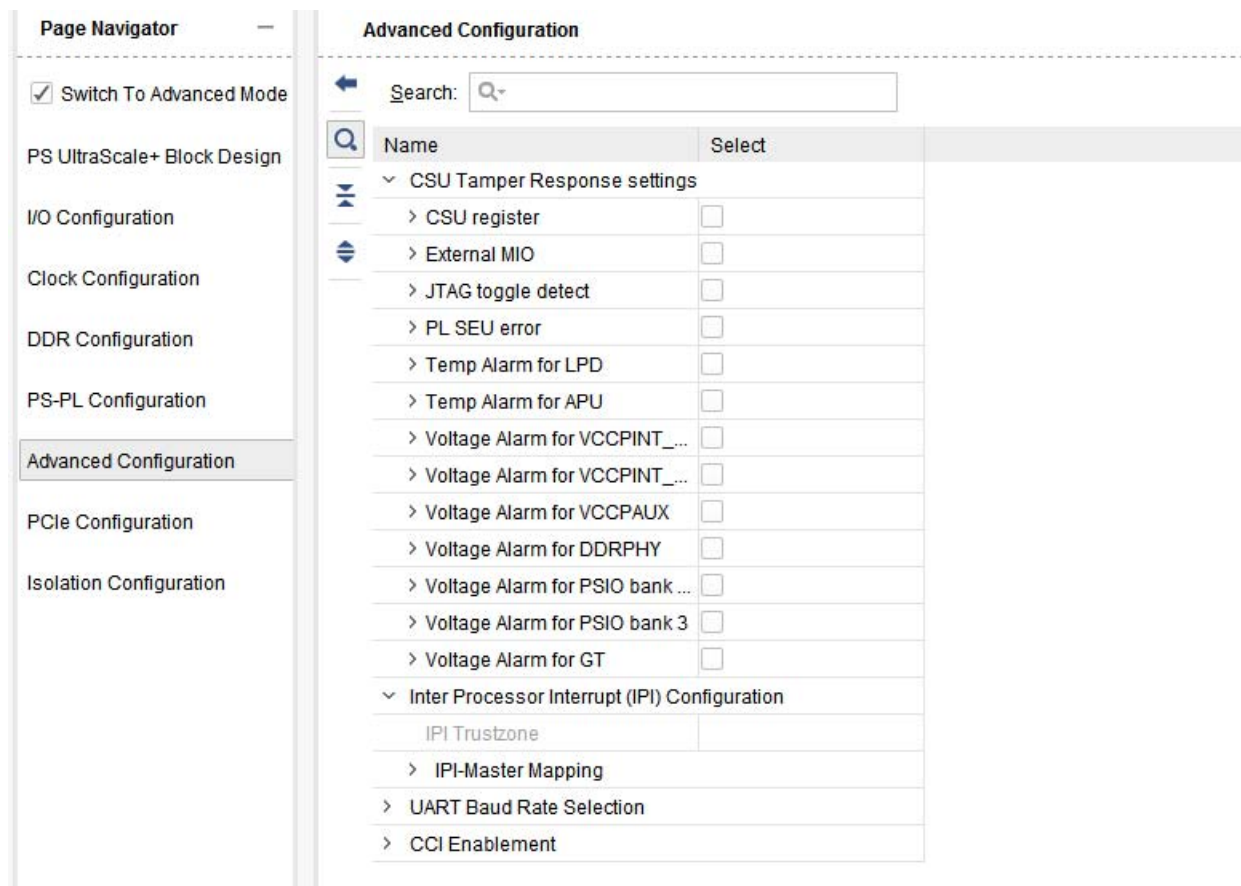 Page Navigator
Switch To Advanced Mode
PS UltraScale+ Block Design
I/O Configuration
Clock Configuration
DDR Configuration
PS-PL Configuration
Advanced Configuration
PCIe Configuration
Isolation Configuration
Advanced Configuration
Search:
Name Select
CSU Tamper Response settings
CSU register
External MIO
JTAG toggle detect
PL SEU error
Temp Alarm for LPD
Temp Alarm for APU
Voltage Alarm for VCCPINT_...
Voltage Alarm for VCCPINT_...
Voltage Alarm for VCCPAUX
Voltage Alarm for DDRPHY
Voltage Alarm for PSIO bank ...
Voltage Alarm for PSIO bank 3
Voltage Alarm for GT
Inter Processor Interrupt (IPI) Configuration
IPI Trustzone
IPI-Master Mapping
UART Baud Rate Selection
CCI Enablement